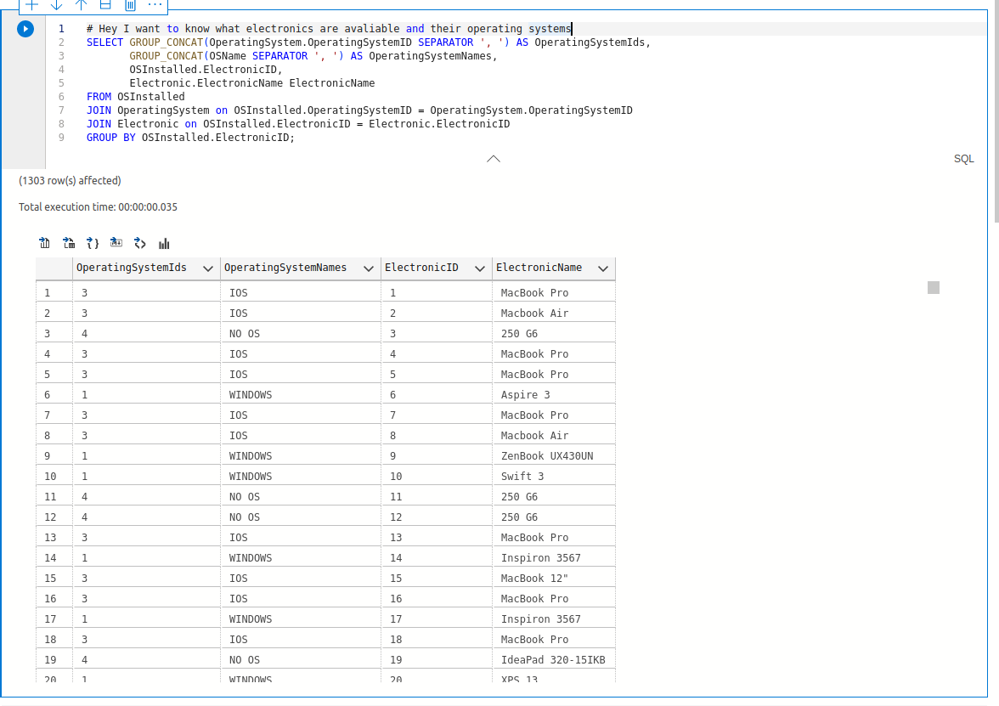 1 # Hey I want to know what electronics are avaliable and their operating systems
2 SELECT GROUP_CONCAT(OperatingSystem.OperatingSystemID SEPARATOR ', ') AS OperatingSystemIds,
3 GROUP_CONCAT(OSName SEPARATOR ', ') AS OperatingSystemNames,
4 OSInstalled.ElectronicID,
5 Electronic.ElectronicName ElectronicName
6 FROM OSInstalled
7 JOIN OperatingSystem on OSInstalled.OperatingSystemID = OperatingSystem.OperatingSystemID
8 JOIN Electronic on OSInstalled.ElectronicID = Electronic.ElectronicID
9 GROUP BY OSInstalled.ElectronicID;
SQL
(1303 row(s) affected)
Total execution time: 00:00:00.035
OperatingSystemIds OperatingSystemNames ElectronicID ElectronicName
1 3 IOS 1 MacBook Pro
2 3 IOS 2 Macbook Air
3 4 NO OS 3 250 G6
4 3 IOS 4 MacBook Pro
5 3 IOS 5 MacBook Pro
6 1 WINDOWS 6 Aspire 3
7 3 IOS 7 MacBook Pro
8 3 IOS 8 Macbook Air
9 1 WINDOWS 9 ZenBook UX430UN
10 1 WINDOWS 10 Swift 3
11 4 NO OS 11 250 G6
12 4 NO OS 12 250 G6
13 3 IOS 13 MacBook Pro
14 1 WINDOWS 14 Inspiron 3567
15 3 IOS 15 MacBook 12"
16 3 IOS 16 MacBook Pro
17 1 WINDOWS 17 Inspiron 3567
18 3 IOS 18 MacBook Pro
19 4 NO OS 19 IdeaPad 320-15IKB
20 1 WINDOWS 20 XPS 13